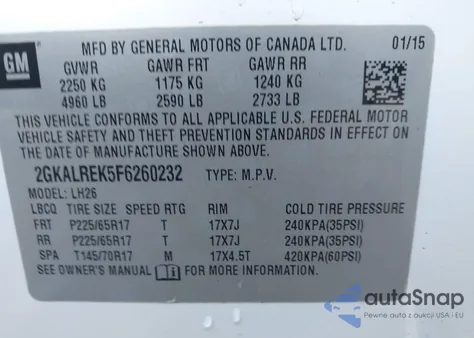 GM
MFD BY GENERAL MOTORS OF CANADA LTD. 01/15
GVWR GAWR FRT GAWR RR
2250 KG 1175 KG 1240 KG
4960 LB 2590 LB 2733 LB
THIS VEHICLE CONFORMS TO ALL APPLICABLE U.S. FEDERAL MOTOR
VEHICLE SAFETY AND THEFT PREVENTION STANDARDS IN EFFECT ON
THE DATE OF MANUFACTURE SHOWN ABOVE.
2GKALREK5F6260232 TYPE: M.P.V.
MODEL: LH26
LBCQ TIRE SIZE SPEED RTG RIM COLD TIRE PRESSURE
FRT P225/65R17 T 17X7J 240KPA(35PSI)
RR P225/65R17 T 17X7J 240KPA(35PSI)
SPA T145/70R17 M 17X4.5T 420KPA(60PSI)
SEE OWNER'S MANUAL FOR MORE INFORMATION.
autoSnap
Pewne auto z dostawą z USA i EU